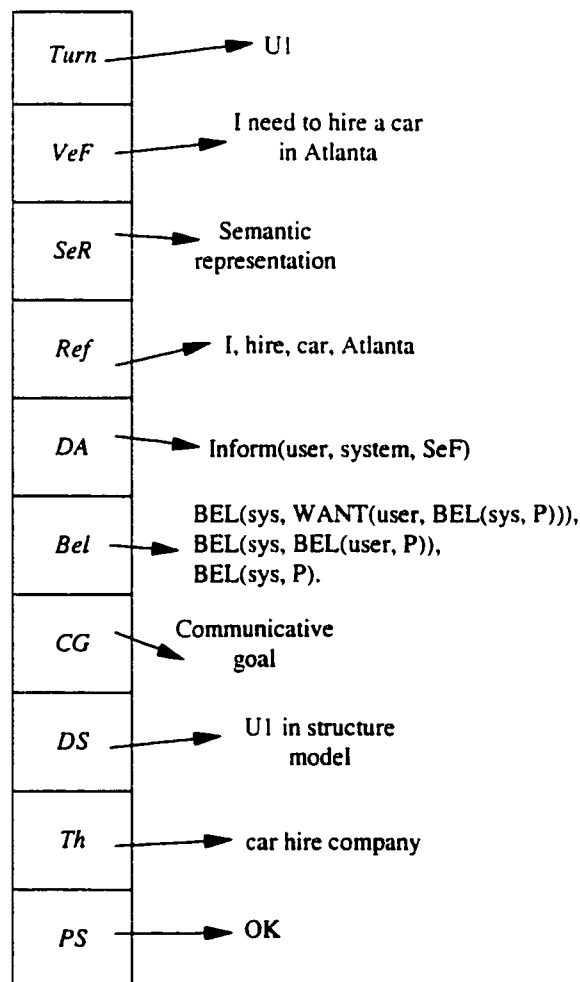 Turn
U1
VeF
I need to hire a car
in Atlanta
SeR
Semantic
representation
Ref
I, hire, car, Atlanta
DA
Inform(user, system, SeF)
Bel
BEL(sys, WANT(user, BEL(sys, P))),
BEL(sys, BEL(user, P)),
BEL(sys, P).
CG
Communicative
goal
DS
U1 in structure
model
Th
car hire company
PS
OK